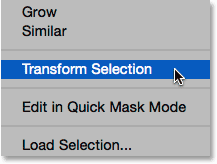 Grow
Similar
Transform Selection
Edit in Quick Mask Mode
Load Selection...